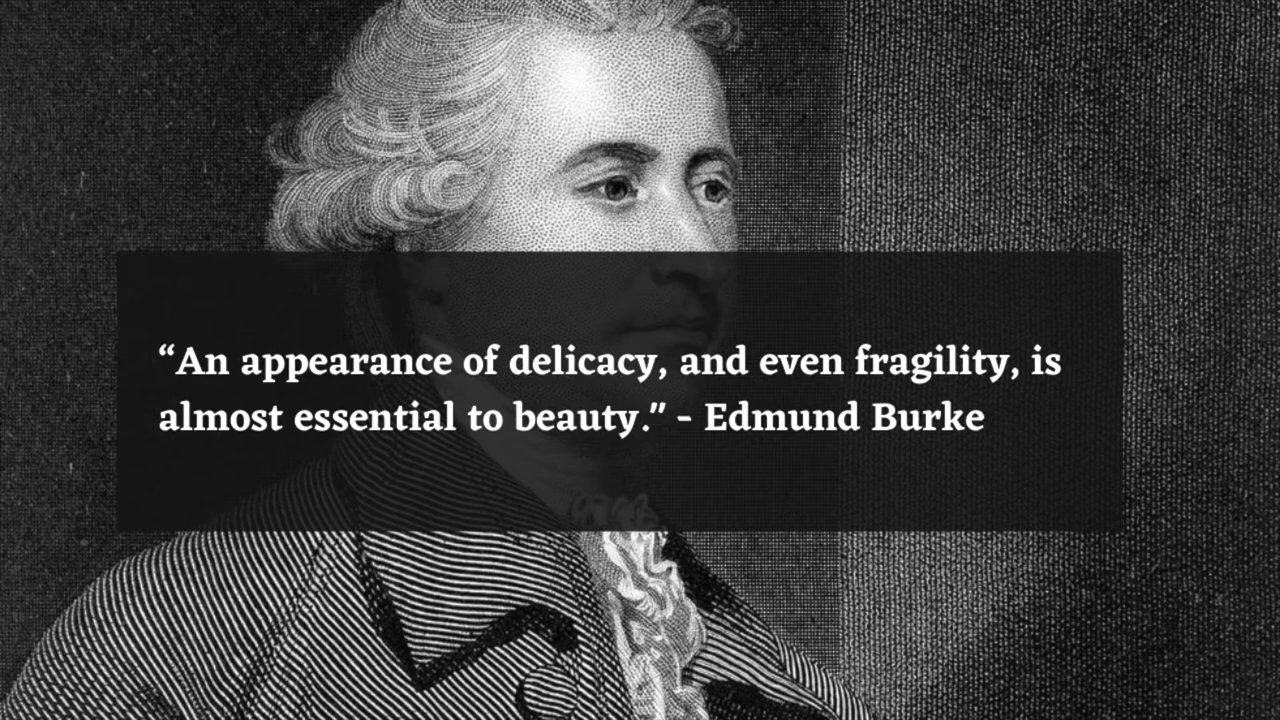 “An appearance of delicacy, and even fragility, is
almost essential to beauty." - Edmund Burke